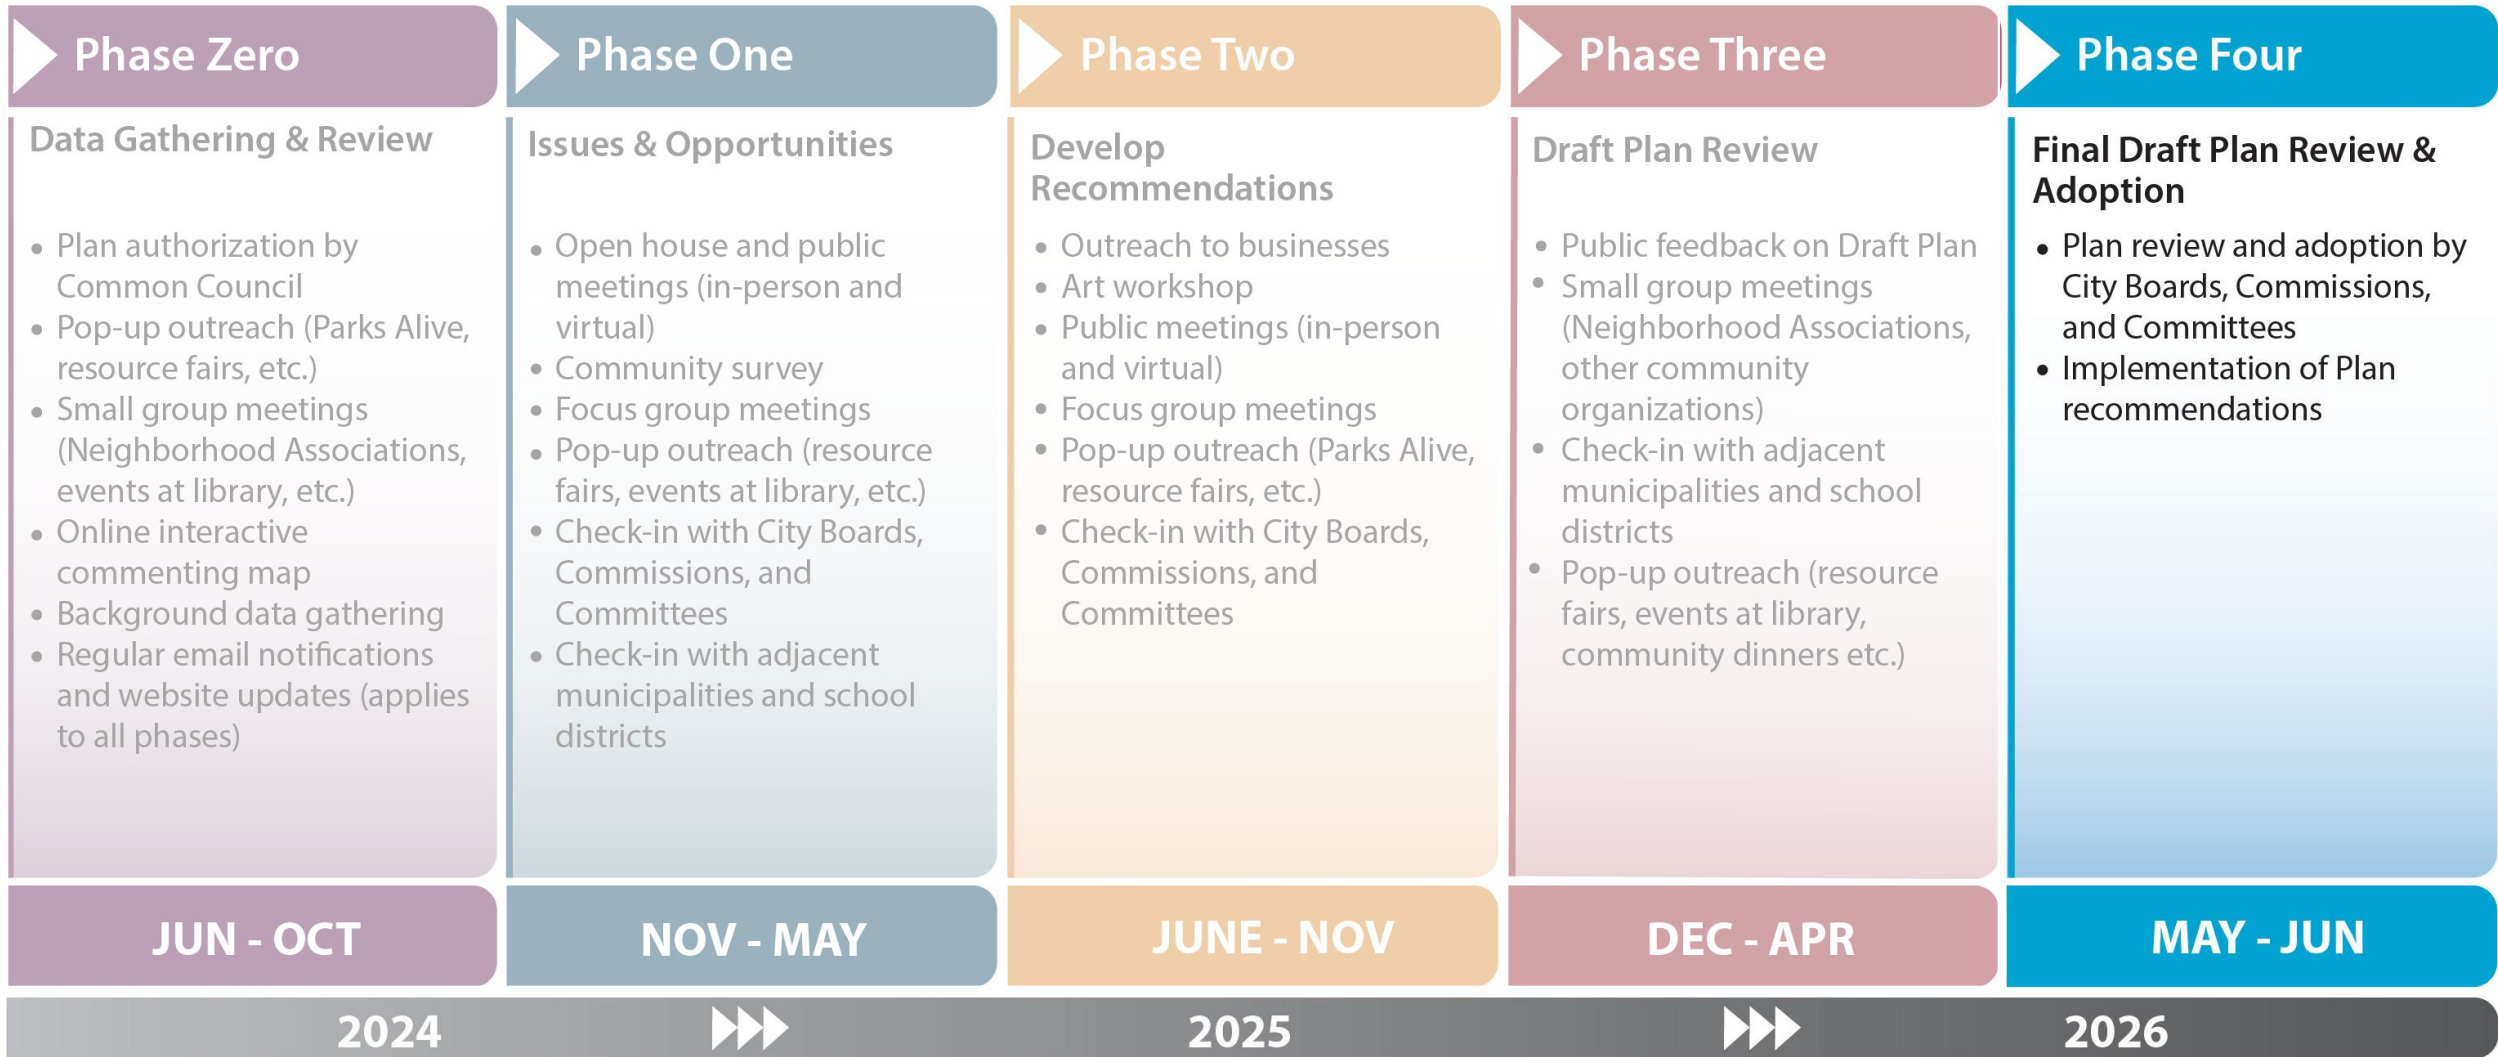 Phase Zero
Data Gathering & Review
• Plan authorization by
Common Council
• Pop-up outreach (Parks Alive,
resource fairs, etc.)
• Small group meetings
(Neighborhood Associations,
events at library, etc.)
• Online interactive
commenting map
• Background data gathering
• Regular email notifications
and website updates (applies
to all phases)
JUN - OCT
Phase One
Issues & Opportunities
• Open house and public
meetings (in-person and
virtual)
• Community survey
• Focus group meetings
• Pop-up outreach (resource
fairs, events at library, etc.)
• Check-in with City Boards,
Commissions, and
Committees
• Check-in with adjacent
municipalities and school
districts
NOV - MAY
Phase Two
Develop
Recommendations
• Outreach to businesses
• Art workshop
• Public meetings (in-person
and virtual)
• Focus group meetings
• Pop-up outreach (Parks Alive,
resource fairs, etc.)
• Check-in with City Boards,
Commissions, and
Committees
JUNE - NOV
Phase Three
Draft Plan Review
• Public feedback on Draft Plan
• Small group meetings
(Neighborhood Associations,
other community
organizations)
• Check-in with adjacent
municipalities and school
districts
• Pop-up outreach (resource
fairs, events at library,
community dinners etc.)
DEC - APR
Phase Four
Final Draft Plan Review &
Adoption
• Plan review and adoption by
City Boards, Commissions,
and Committees
• Implementation of Plan
recommendations
MAY - JUN
2024
2025
2026